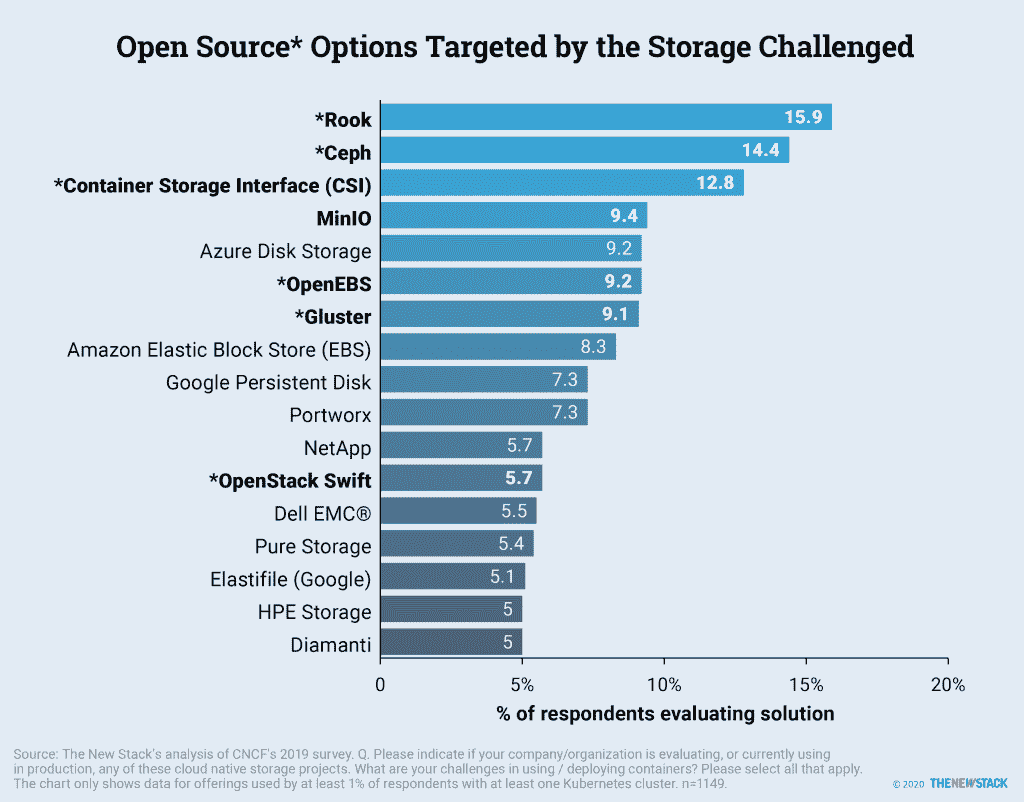 Open Source* Options Targeted by the Storage Challenged
*Rook 15.9
*Ceph 14.4
*Container Storage Interface (CSI) 12.8
MinIO 9.4
Azure Disk Storage 9.2
*OpenEBS 9.2
*Gluster 9.1
Amazon Elastic Block Store (EBS) 8.3
Google Persistent Disk 7.3
Portworx 7.3
NetApp 5.7
*OpenStack Swift 5.7
Dell EMC® 5.5
Pure Storage 5.4
Elastifile (Google) 5.1
HPE Storage 5
Diamanti 5
0 5% 10% 15% 20%
% of respondents evaluating solution
Source: The New Stack's analysis of CNCF's 2019 survey. Q. Please indicate if your company/organization is evaluating, or currently using
in production, any of these cloud native storage projects. What are your challenges in using / deploying containers? Please select all that apply.
The chart only shows data for offerings used by at least 1% of respondents with at least one Kubernetes cluster. n=1149.
© 2020 THENEWSTACK